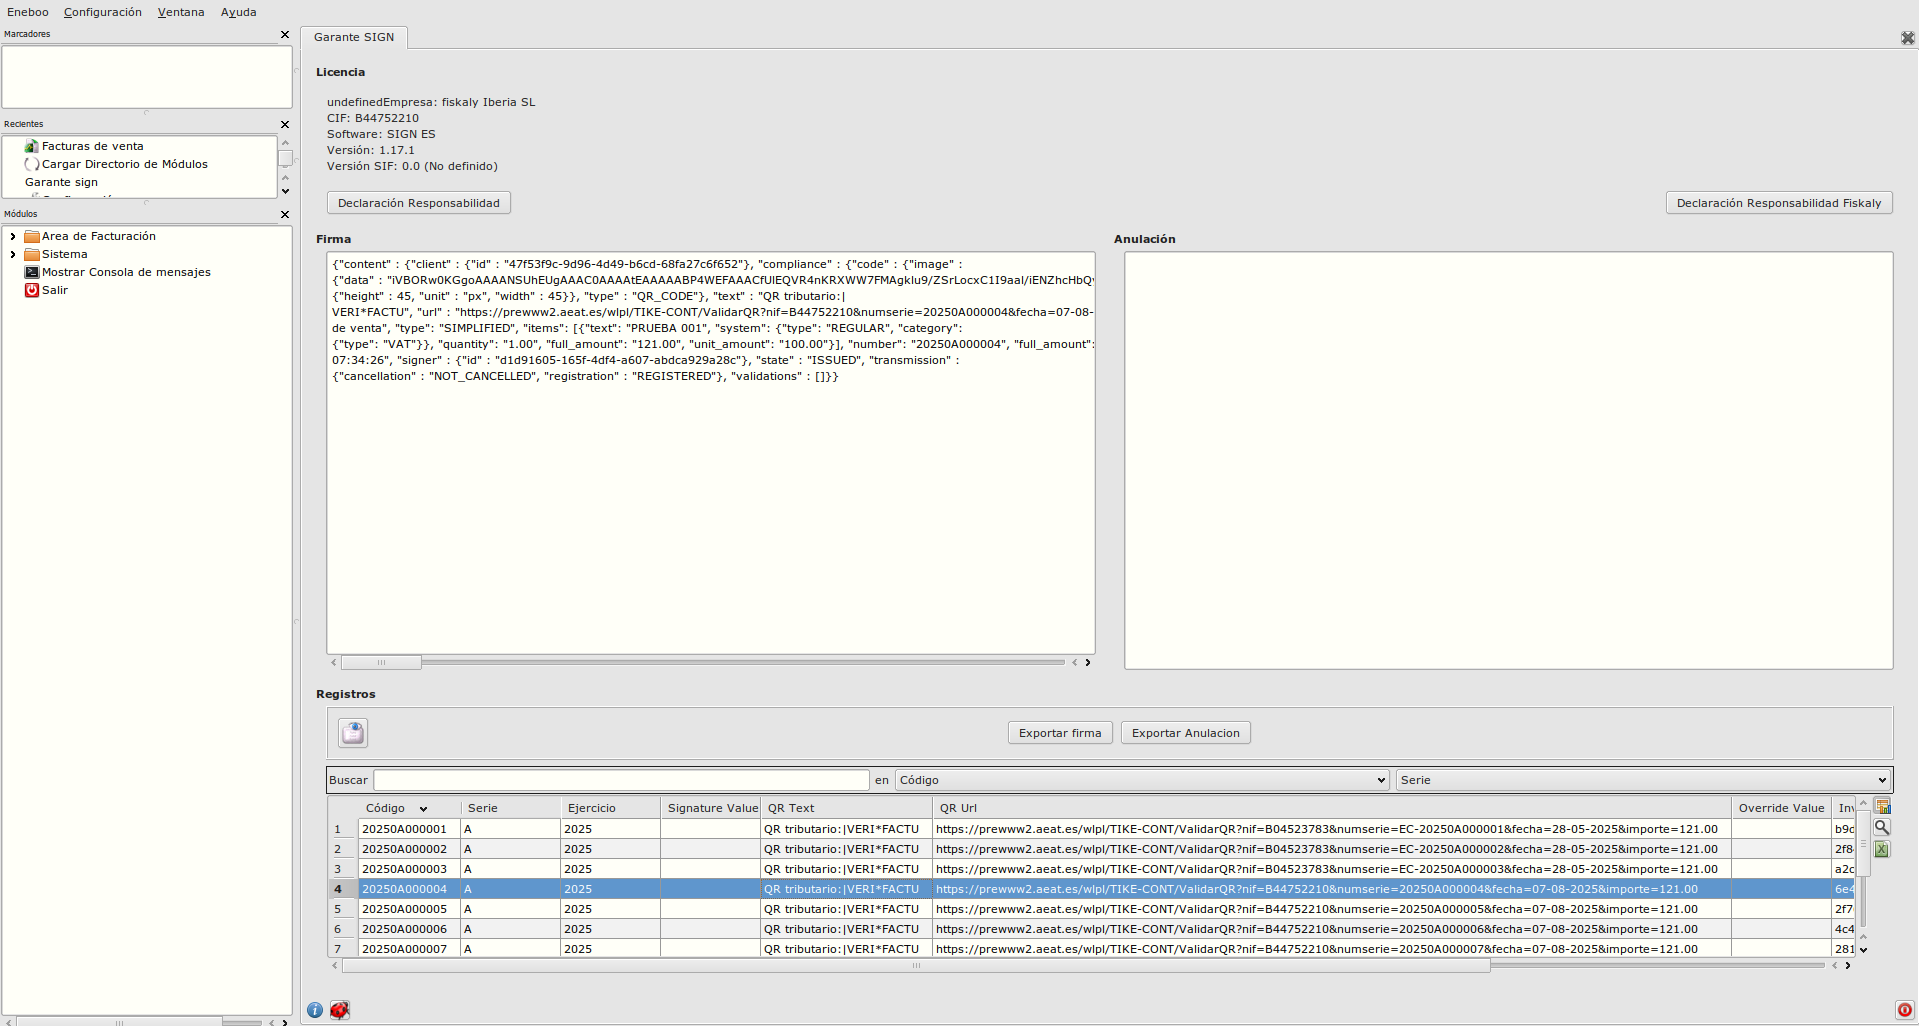 Eneboo Configuración Ventana Ayuda
Marcadores
Recientes
Facturas de venta
Cargar Directorio de Módulos
Garante sign
Módulos
Area de Facturación
Sistema
Mostrar Consola de mensajes
Salir
Garante SIGN
Licencia
undefinedEmpresa: fiskaly Iberia SL
CIF: B44752210
Software: SIGN ES
Versión: 1.17.1
Versión SIF: 0.0 (No definido)
Declaración Responsabilidad
Declaración Responsabilidad Fiskaly
Firma
{"content" : {"client" : {"id" : "47f53f9c-9d96-4d49-b6cd-68fa27c6f652"}, "compliance" : {"code" : {"image" :
{"data" :
{"height" : 45, "unit" : "px", "width" : 45}}, "type" : "QR_CODE"}, "text" : "QR tributario:|
VERI*FACTU", "url" : "https://prewww2.aeat.es/wlpl/TIKE-CONT/ValidarQR?nif=B44752210&numserie=20250A000004&fecha=07-08-
de venta", "type": "SIMPLIFIED", "items": [{"text": "PRUEBA 001", "system": {"type": "REGULAR", "category":
{"type": "VAT"}}, "quantity": "1.00", "full_amount": "121.00", "unit_amount": "100.00"}], "number": "20250A000004", "full_amount":
07:34:26", "signer" : {"id" : "d1d91605-165f-4df4-a607-abdca929a28c"}, "state" : "ISSUED", "transmission" :
{"cancellation" : "NOT_CANCELLED", "registration" : "REGISTERED"}, "validations" : []}}
Anulación
Registros
Exportar firma
Exportar Anulacion
Buscar en Código Serie
Código Serie Ejercicio Signature Value QR Text QR Url Override Value Inv
1 20250A000001 A 2025 QR tributario:|VERI*FACTU https://prewww2.aeat.es/wlpl/TIKE-CONT/ValidarQR?nif=B04523783&numserie=EC-20250A000001&fecha=28-05-2025&importe=121.00
2 20250A000002 A 2025 QR tributario:|VERI*FACTU https://prewww2.aeat.es/wlpl/TIKE-CONT/ValidarQR?nif=B04523783&numserie=EC-20250A000002&fecha=28-05-2025&importe=121.00 2f8
3 20250A000003 A 2025 QR tributario:|VERI*FACTU https://prewww2.aeat.es/wlpl/TIKE-CONT/ValidarQR?nif=B04523783&numserie=EC-20250A000003&fecha=28-05-2025&importe=121.00
4 20250A000004 A 2025 QR tributario:|VERI*FACTU https://prewww2.aeat.es/wlpl/TIKE-CONT/ValidarQR?nif=B44752210&numserie=20250A000004&fecha=07-08-2025&importe=121.00 6e4
5 20250A000005 A 2025 QR tributario:|VERI*FACTU https://prewww2.aeat.es/wlpl/TIKE-CONT/ValidarQR?nif=B44752210&numserie=20250A000005&fecha=07-08-2025&importe=121.00 2f7
6 20250A000006 A 2025 QR tributario:|VERI*FACTU https://prewww2.aeat.es/wlpl/TIKE-CONT/ValidarQR?nif=B44752210&numserie=20250A000006&fecha=07-08-2025&importe=121.00 4c4
7 20250A000007 A 2025 QR tributario:|VERI*FACTU https://prewww2.aeat.es/wlpl/TIKE-CONT/ValidarQR?nif=B44752210&numserie=20250A000007&fecha=07-08-2025&importe=121.00 281